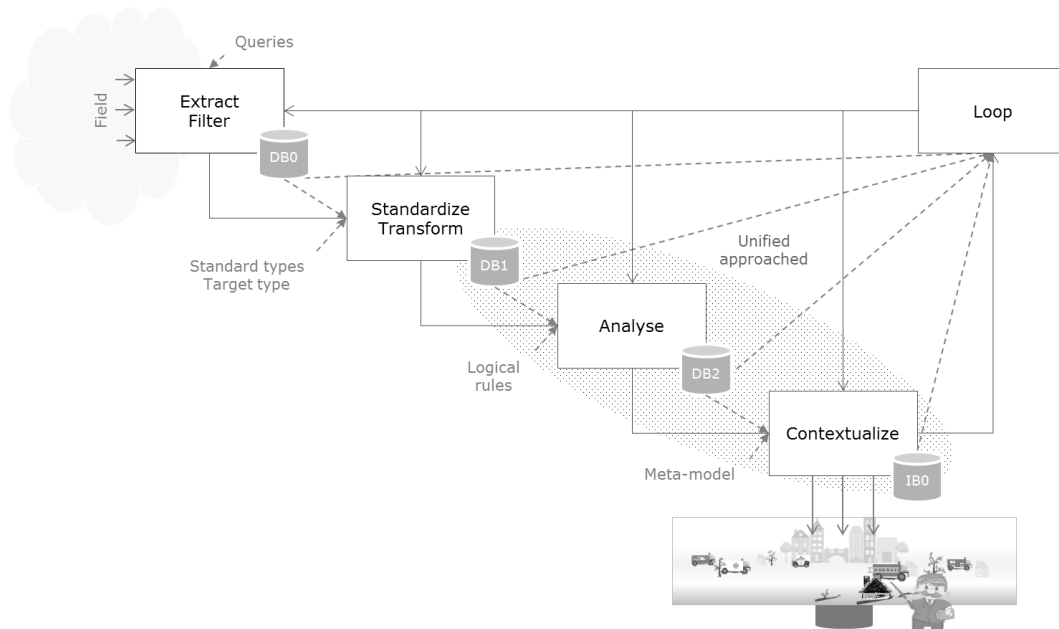 Queries
Field
Extract
Filter
Loop
DB0
Standardize
Transform
Standard types
Target type
DB1
Unified
approached
Analyse
Logical
rules
DB2
Contextualize
Meta-model
IB0